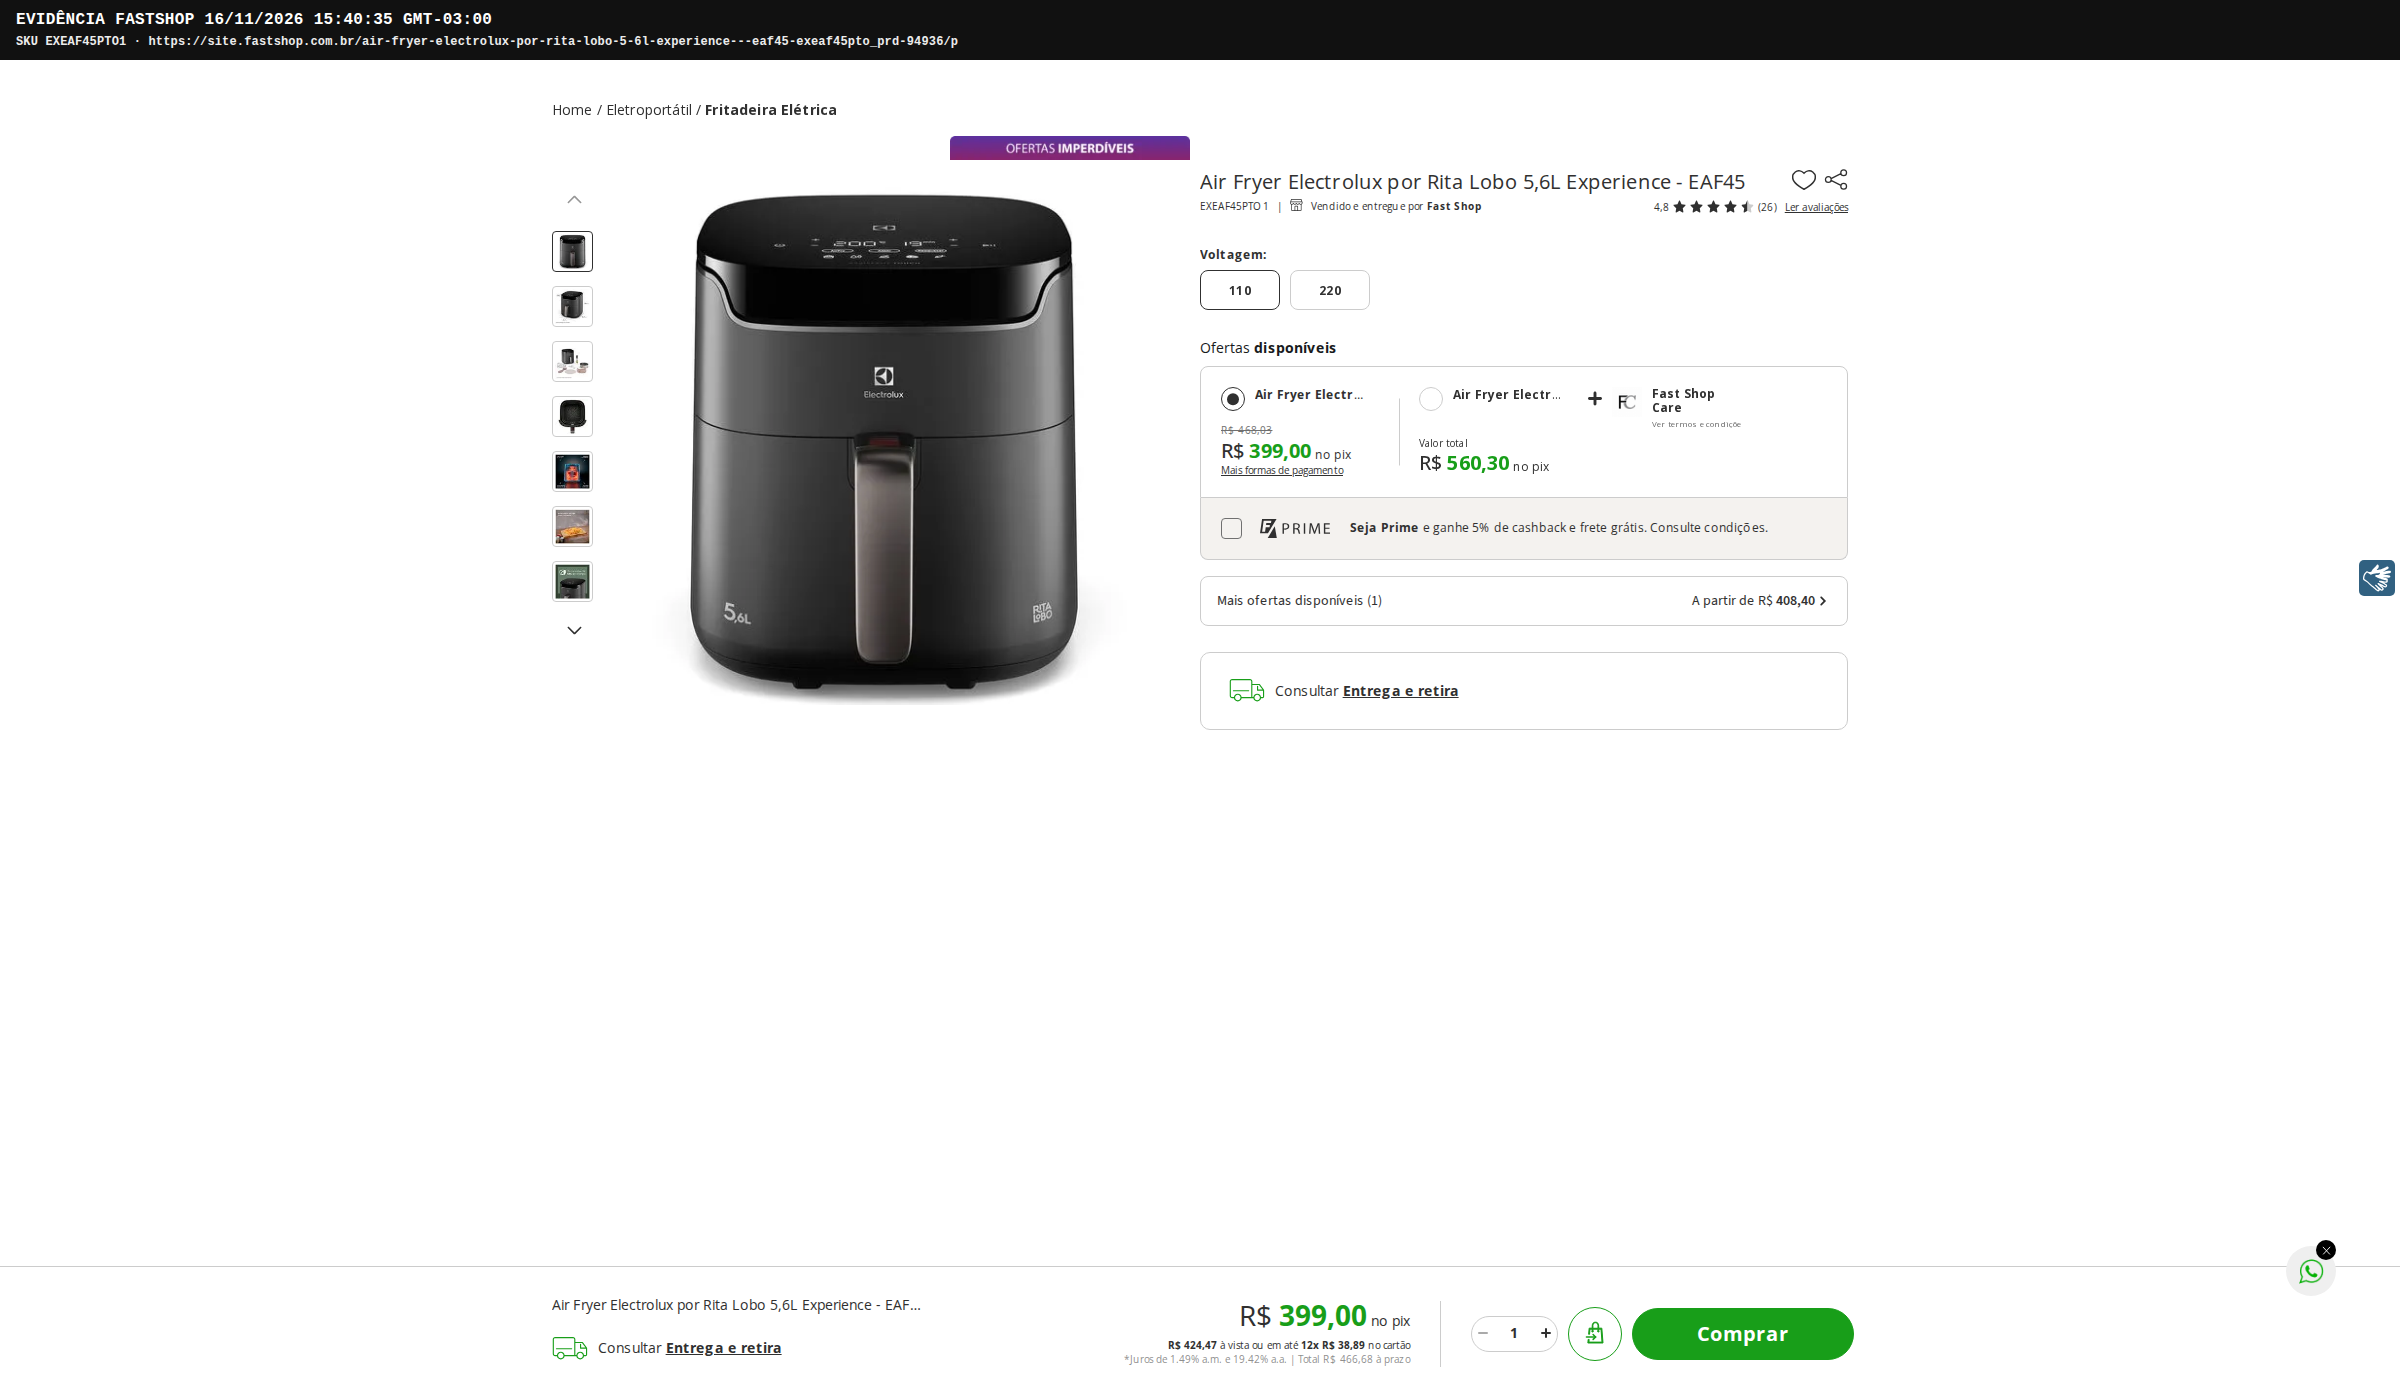 EVIDÊNCIA FASTSHOP 16/11/2026 15:40:35 GMT-03:00
SKU EXEAF45PTO1 · https://site.fastshop.com.br/air-fryer-electrolux-por-rita-lobo-5-6l-experience---eaf45-exeaf45pto_prd-94936/p
Home / Eletroportátil / Fritadeira Elétrica
OFERTAS IMPERDÍVEIS
200 19
Electrolux
5,6L
RITA LOBO
Air Fryer Electrolux por Rita Lobo 5,6L Experience - EAF45
EXEAF45PTO1 | Vendido e entregue por Fast Shop
4,8 (26) Ler avaliações
Voltagem:
110 220
Ofertas disponíveis
Air Fryer Electr...
R$ 468,03
R$ 399,00 no pix
Mais formas de pagamento
Air Fryer Electr...
Valor total
R$ 560,30 no pix
+ FC Fast Shop
Care
Ver termos e condiçõe
PRIME Seja Prime e ganhe 5% de cashback e frete grátis. Consulte condições.
Mais ofertas disponíveis (1) A partir de R$ 408,40
Consultar Entrega e retira
Air Fryer Electrolux por Rita Lobo 5,6L Experience - EAF...
Consultar Entrega e retira
R$ 399,00 no pix
R$ 424,47 à vista ou em até 12x R$ 38,89 no cartão
*Juros de 1.49% a.m. e 19.42% a.a. | Total R$ 466,68 à prazo
− 1 +
Comprar